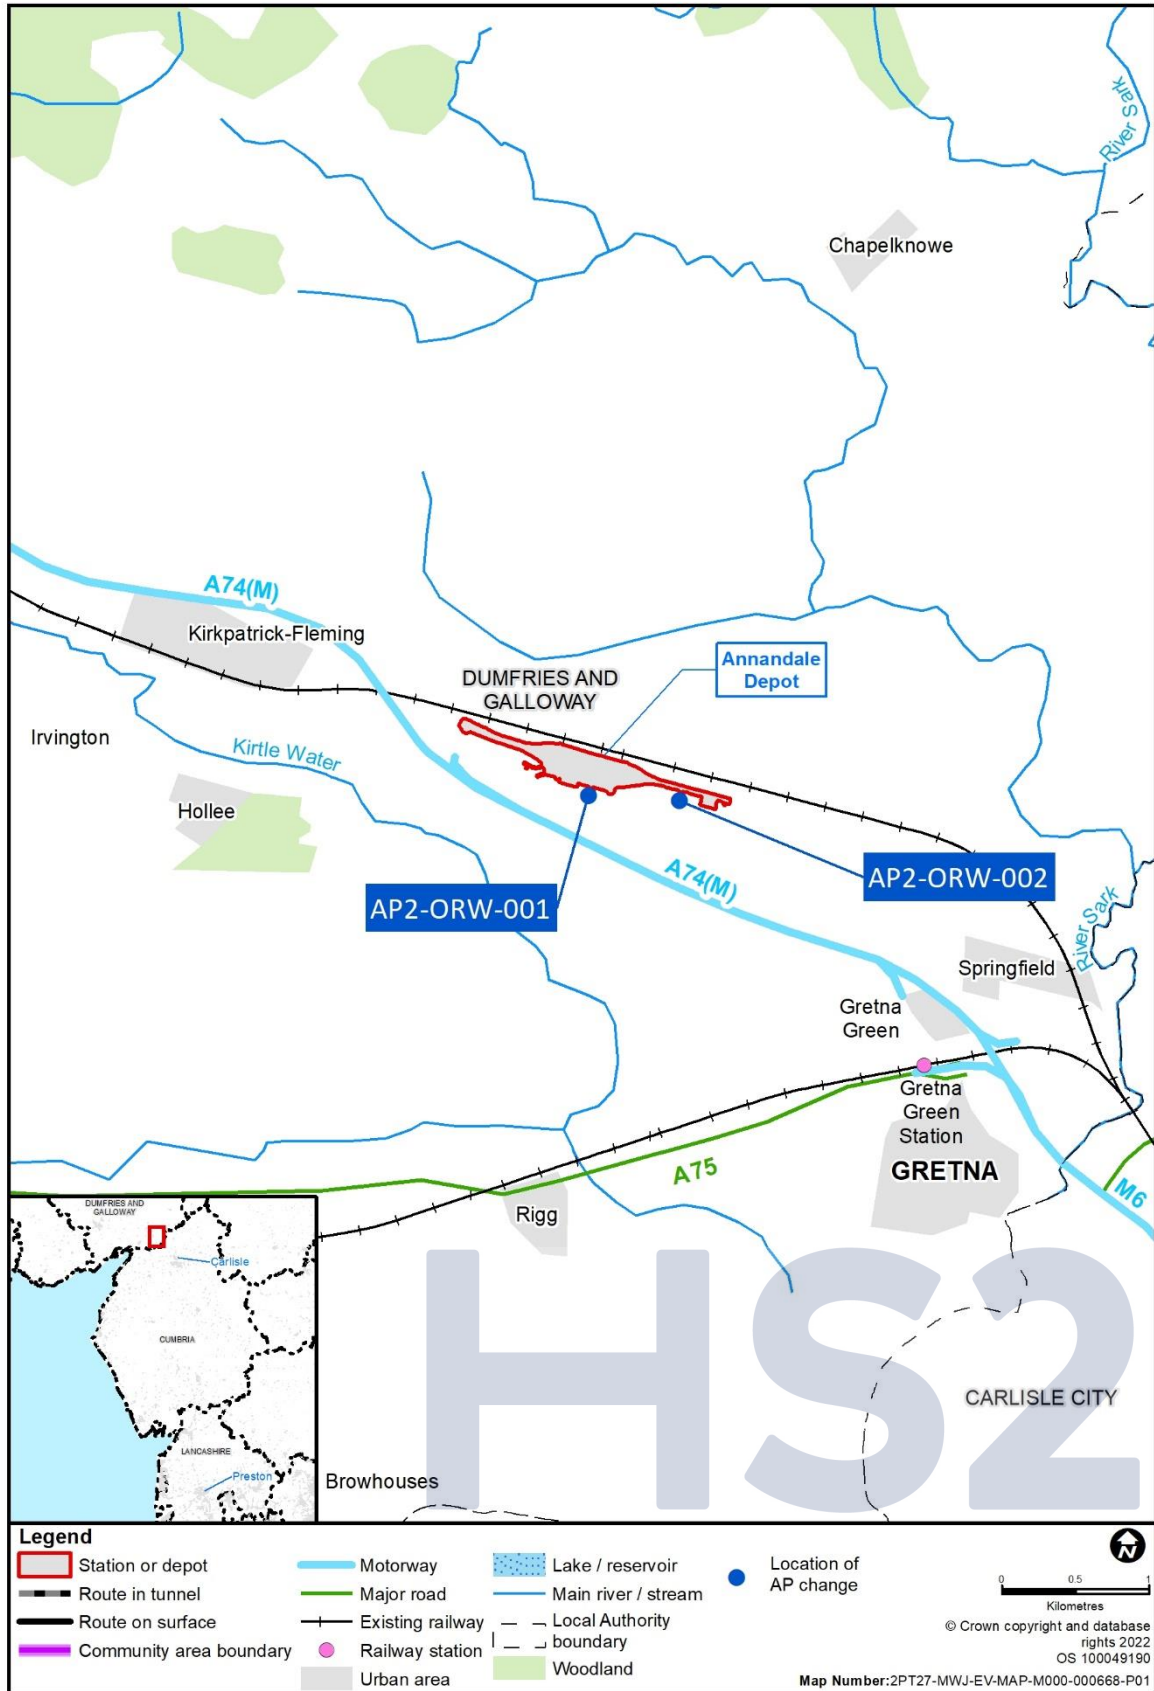 River Sark
Chapelknowe
A74(M)
Kirkpatrick-Fleming
DUMFRIES AND
GALLOWAY
Annandale
Depot
Irvington
Kirtle Water
Hollee
AP2-ORW-001
A74(M)
AP2-ORW-002
River Sark
Springfield
Gretna
Green
Gretna
Green
Station
GRETNA
A75
M6
Rigg
DUMFRIES AND
GALLOWAY
Carlisle
CUMBRIA
LANCASHIRE
Preston
HS2
CARLISLE CITY
Browhouses
Legend
Station or depot
Route in tunnel
Route on surface
Community area boundary
Motorway
Major road
Existing railway
Railway station
Urban area
Lake / reservoir
Main river / stream
Local Authority
boundary
Woodland
Location of
AP change
N
0 0.5 1
Kilometres
© Crown copyright and database
rights 2022
OS 100049190
Map Number:2PT27-MWJ-EV-MAP-M000-000668-P01